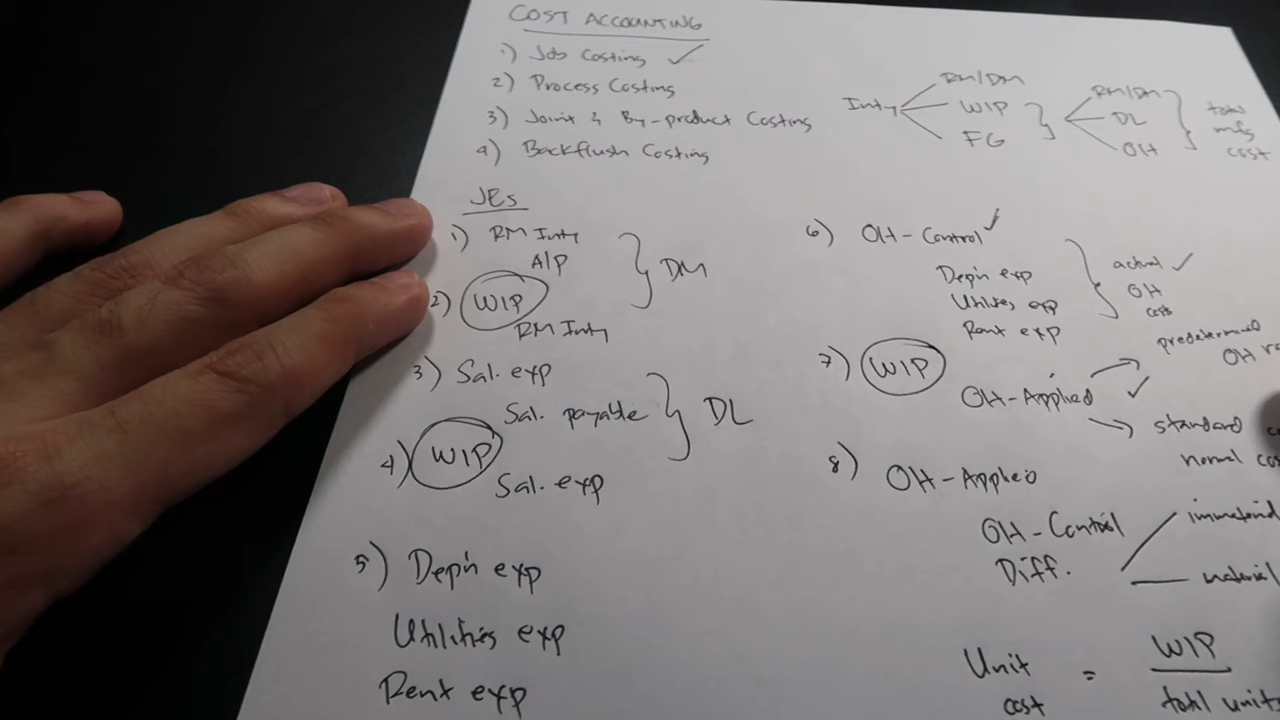 COST ACCOUNTING
1) Job Costing ✓
2) Process Costing
3) Joint & By-product Costing
4) Backflush Costing
Inty
RM/DM
WIP
FG
RM/DM
DL
OH
total
mfg
cost
JEs
1) RM Inty
A/P
2) WIP
RM Inty
DM
3) Sal. exp
Sal. payable
4) WIP
Sal. exp
DL
5) Dep'n exp
Utilities exp
Rent exp
6) OH-Control ✓
Dep'n exp
Utilities exp
Rent exp
actual ✓
OH
costs
7) WIP
OH-Applied ✓
predetermined
OH
standard
normal
8) OH-Applied
OH-Control
Diff.
immaterial
material
Unit
cost
=
WIP
total units